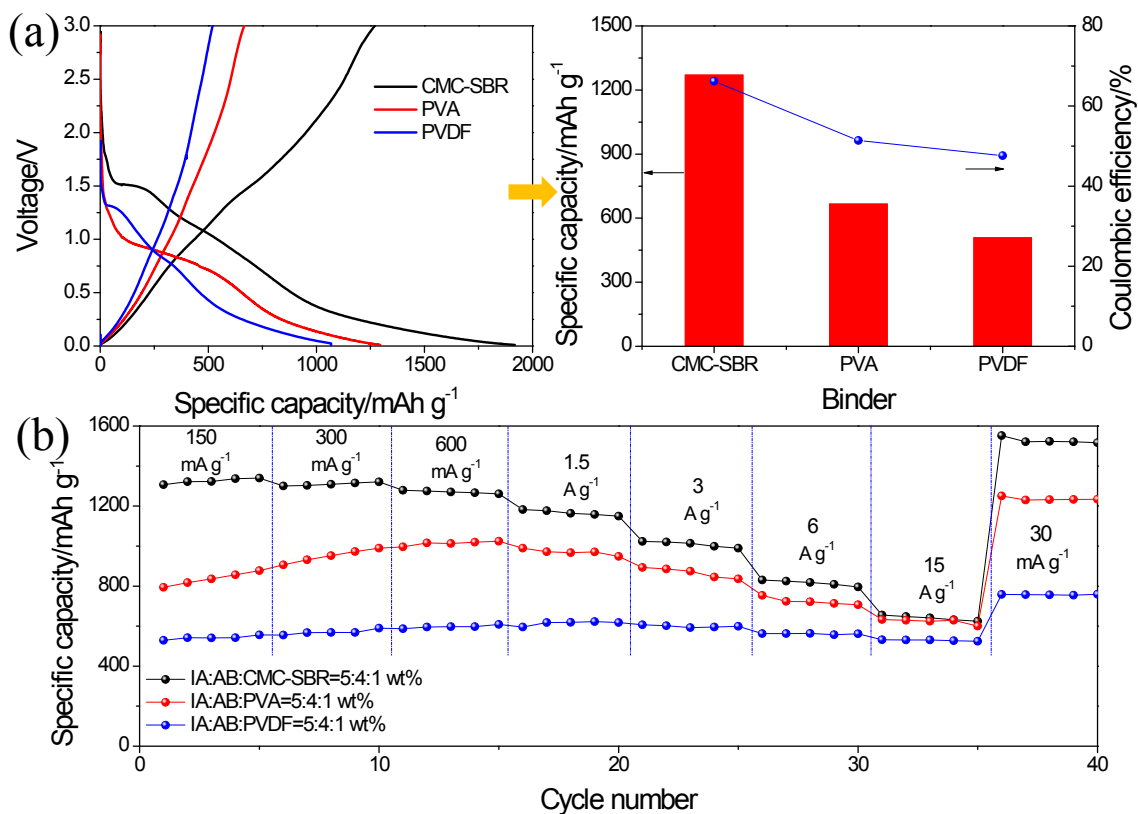 (a)
3.0
2.5
2.0
1.5
1.0
0.5
0.0
Voltage/V
CMC-SBR
PVA
PVDF
0 500 1000 1500 2000
Specific capacity/mAh g⁻¹
1500
1200
900
600
300
0
Specific capacity/mAh g⁻¹
80
60
40
20
0
Coulombic efficiency/%
CMC-SBR PVA PVDF
Binder
(b)
1600
1200
800
400
0
Specific capacity/mAh g⁻¹
150
mA g⁻¹
300
mA g⁻¹
600
mA g⁻¹
1.5
A g⁻¹
3
A g⁻¹
6
A g⁻¹
15
A g⁻¹
30
mA g⁻¹
IA:AB:CMC-SBR=5:4:1 wt%
IA:AB:PVA=5:4:1 wt%
IA:AB:PVDF=5:4:1 wt%
0 10 20 30 40
Cycle number